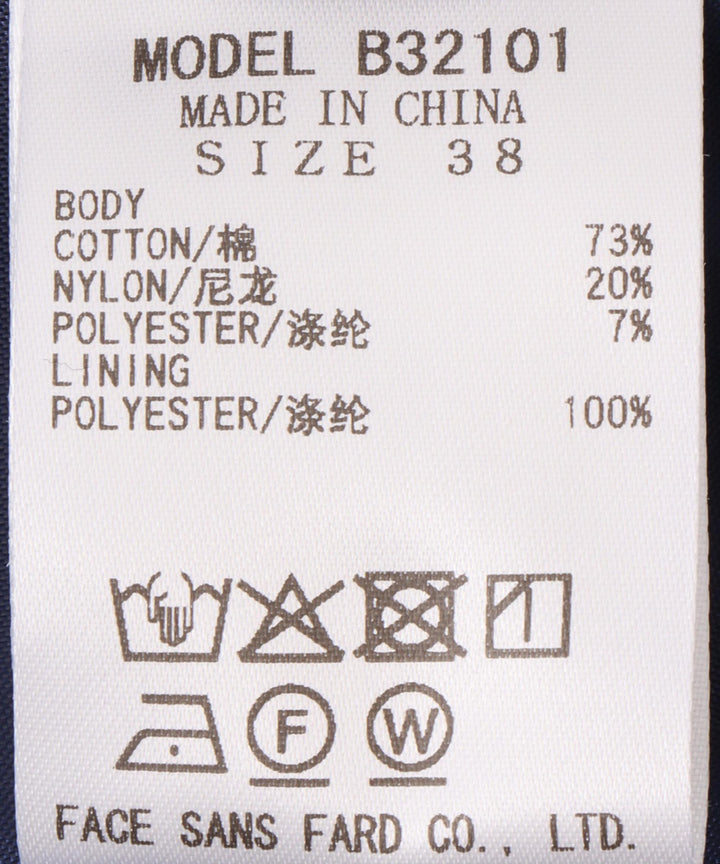 MODEL B32101
MADE IN CHINA
SIZE 38
BODY
COTTON/棉 73%
NYLON/尼龙 20%
POLYESTER/涤纶 7%
LINING
POLYESTER/涤纶 100%
F W
FACE SANS FARD CO., LTD.